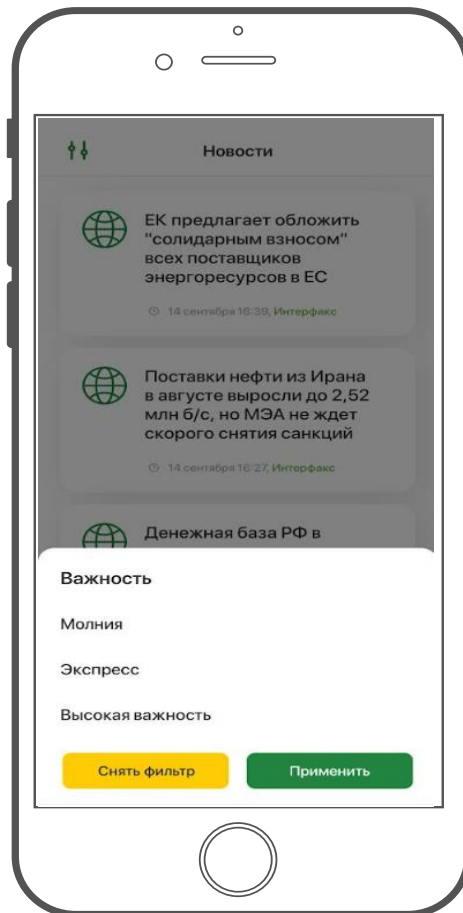 Новости
ЕК предлагает обложить
"солидарным взносом"
всех поставщиков
энергоресурсов в ЕС
14 сентября 16:39, Интерфакс
Поставки нефти из Ирана
в августе выросли до 2,52
млн б/с, но МЭА не ждет
скорого снятия санкций
14 сентября 16:27, Интерфакс
Денежная база РФ в
Важность
Молния
Экспресс
Высокая важность
Снять фильтр
Применить